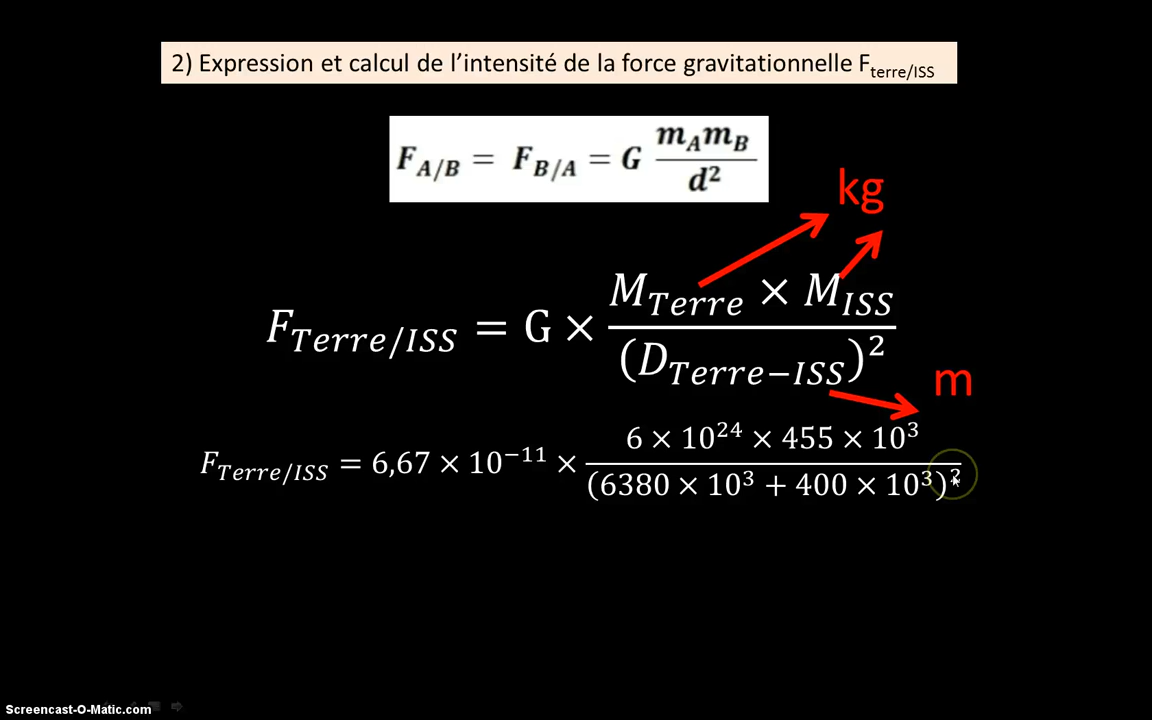 2) Expression et calcul de l’intensité de la force gravitationnelle F_terre/ISS
F_A/B = F_B/A = G m_A m_B / d²
kg
F_Terre/ISS = G × M_Terre × M_ISS / (D_Terre−ISS)²
m
F_Terre/ISS = 6,67 × 10⁻¹¹ × 6 × 10²⁴ × 455 × 10³ / (6380 × 10³ + 400 × 10³)²
Screencast-O-Matic.com